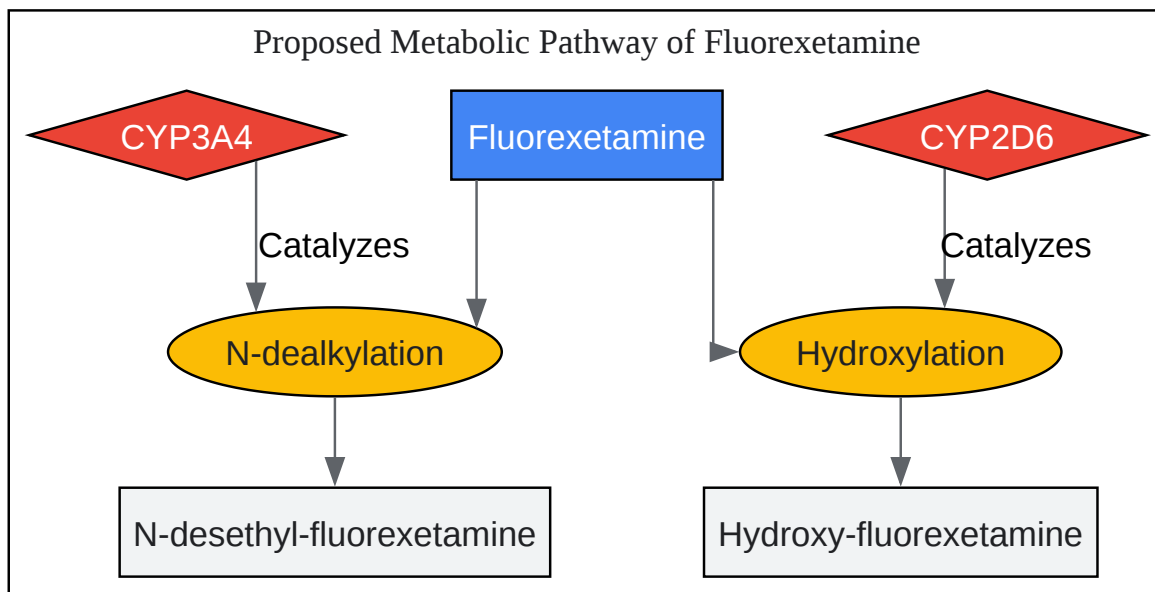 Proposed Metabolic Pathway of Fluorexetamine
CYP3A4
Fluorexetamine
CYP2D6
Catalyzes
Catalyzes
N-dealkylation
Hydroxylation
N-desethyl-fluorexetamine
Hydroxy-fluorexetamine